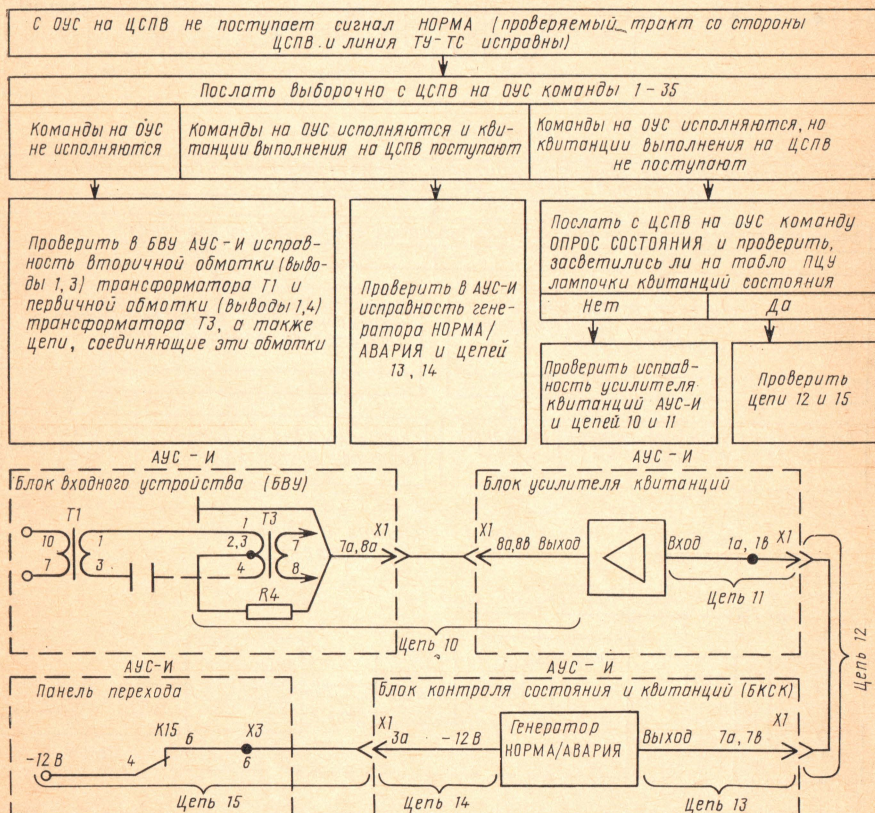 С ОУС на ЦСПВ не поступает сигнал НОРМА (проверяемый тракт со стороны
ЦСПВ и линия ТУ-ТС исправны)
Послать выборочно с ЦСПВ на ОУС команды 1-35
Команды на ОУС
не исполняются
Команды на ОУС исполняются и кви-
танции выполнения на ЦСПВ поступают
Команды на ОУС исполняются, но
квитанции выполнения на ЦСПВ
не поступают
Проверить в БВУ АУС-И исправ-
ность вторичной обмотки (выво-
ды 1,3) трансформатора Т1 и
первичной обмотки (выводы 1,4)
трансформатора Т3, а также
цепи, соединяющие эти обмотки
Проверить в АУС-И
исправность гене-
ратора НОРМА/
АВАРИЯ и цепей
13, 14
Послать с ЦСПВ на ОУС команду
ОПРОС СОСТОЯНИЯ и проверить,
засветились ли на табло ПЦУ
лампочки квитанций состояния
Нет
Да
Проверить исправ-
ность усилителя
квитанций АУС-И
и цепей 10 и 11
Проверить
цепи 12 и 15
АУС - И
Блок входного устройства (БВУ)
Т1
10
7
1
3
1
2,3
4
Т3
7
8
R4
7а, 8а
Х1
АУС - И
Блок усилителя квитанций
Х1
8а,8в Выход
Вход
1а, 1в
Х1
Цепь 11
Цепь 10
Цепь 12
АУС-И
Панель перехода
-12 В
4
К15
6
Х3
6
Цепь 15
АУС - И
Блок контроля состояния и квитанций (БКСК)
Х1
3а
-12 В
Генератор
НОРМА/АВАРИЯ
Выход
7а, 7в
Х1
Цепь 14
Цепь 13